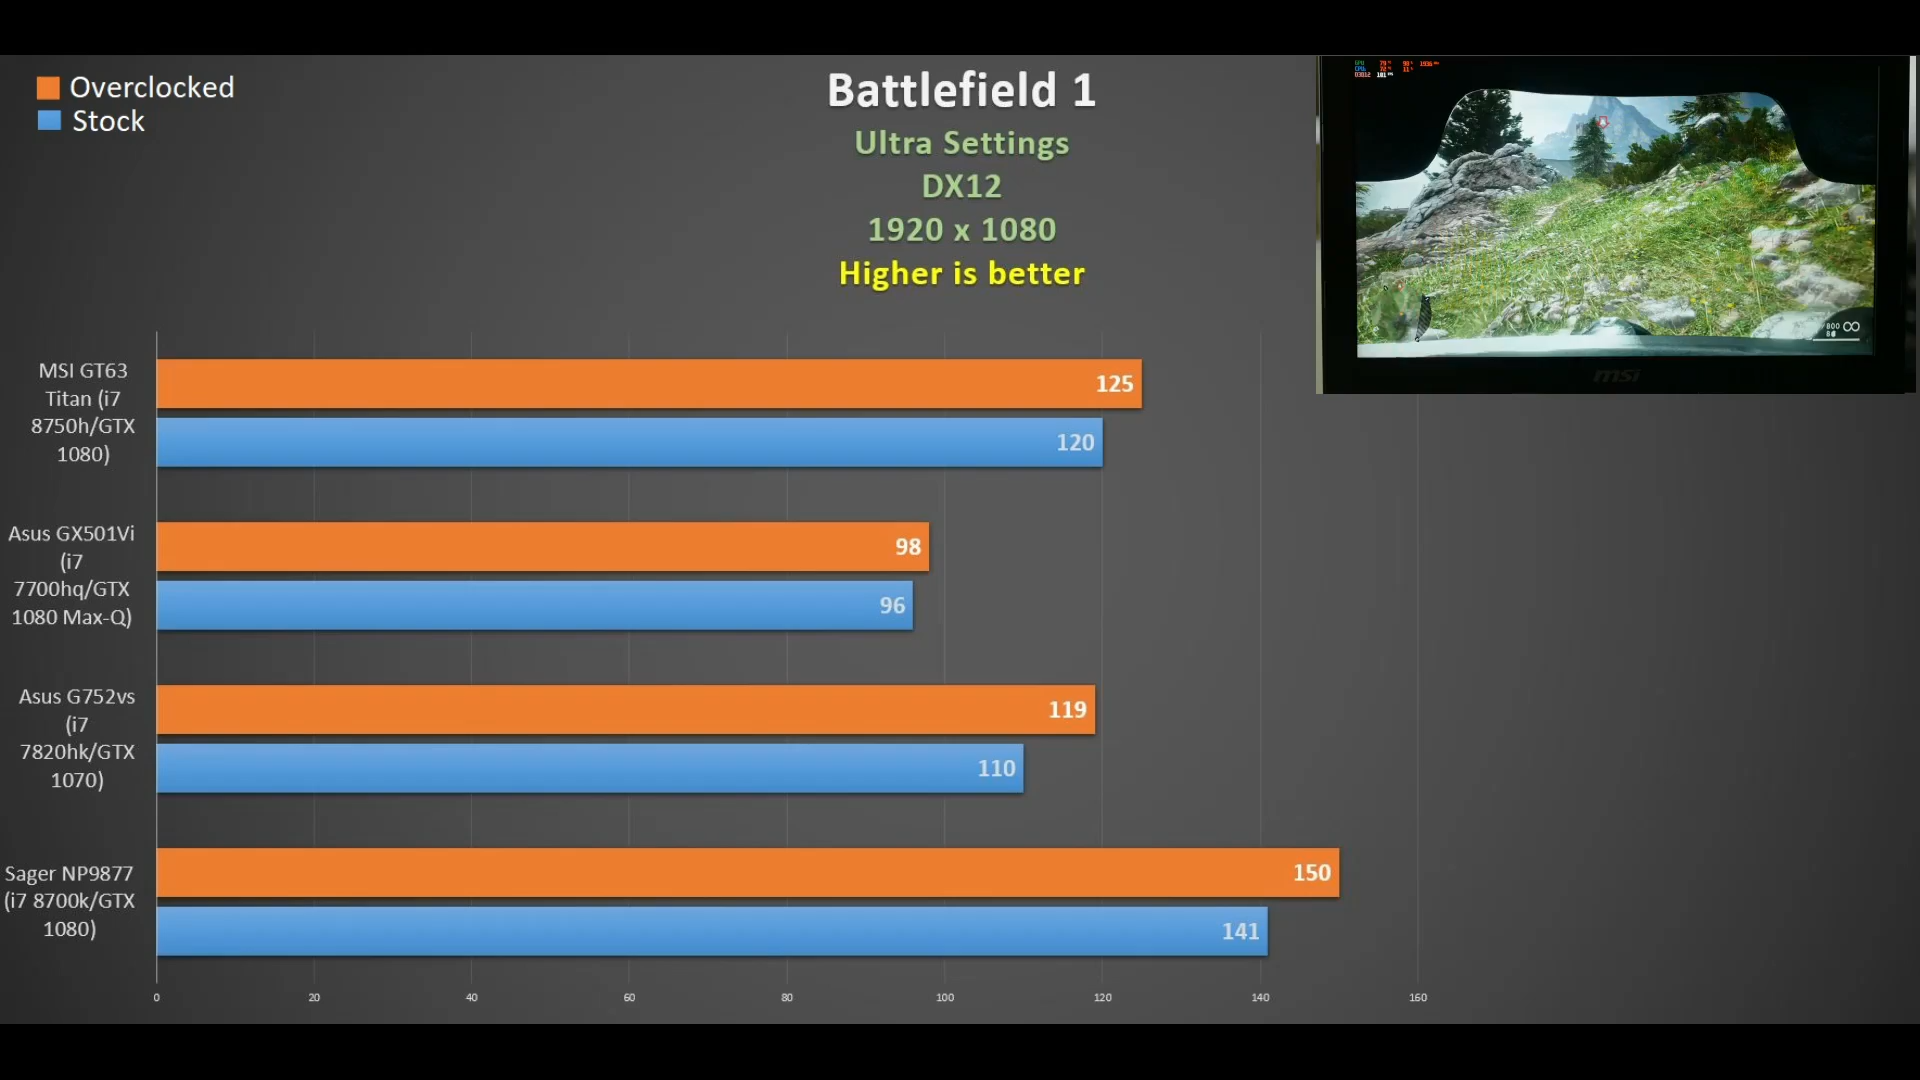 Overclocked
Stock
Battlefield 1
Ultra Settings
DX12
1920 x 1080
Higher is better
MSI GT63
Titan (i7
8750h/GTX
1080)
125
120
Asus GX501Vi
(i7
7700hq/GTX
1080 Max-Q)
98
96
Asus G752vs
(i7
7820hk/GTX
1070)
119
110
Sager NP9877
(i7 8700k/GTX
1080)
150
141
0 20 40 60 80 100 120 140 160
msi